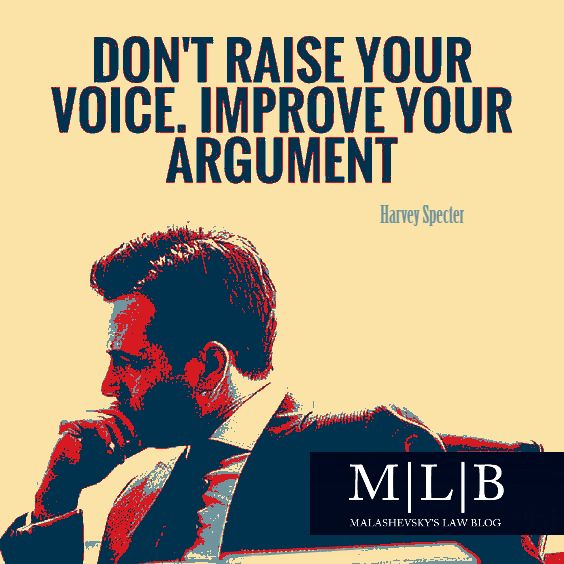 DON'T RAISE YOUR
VOICE. IMPROVE YOUR
ARGUMENT
Harvey Specter
M|L|B
MALASHEVSKY'S LAW BLOG